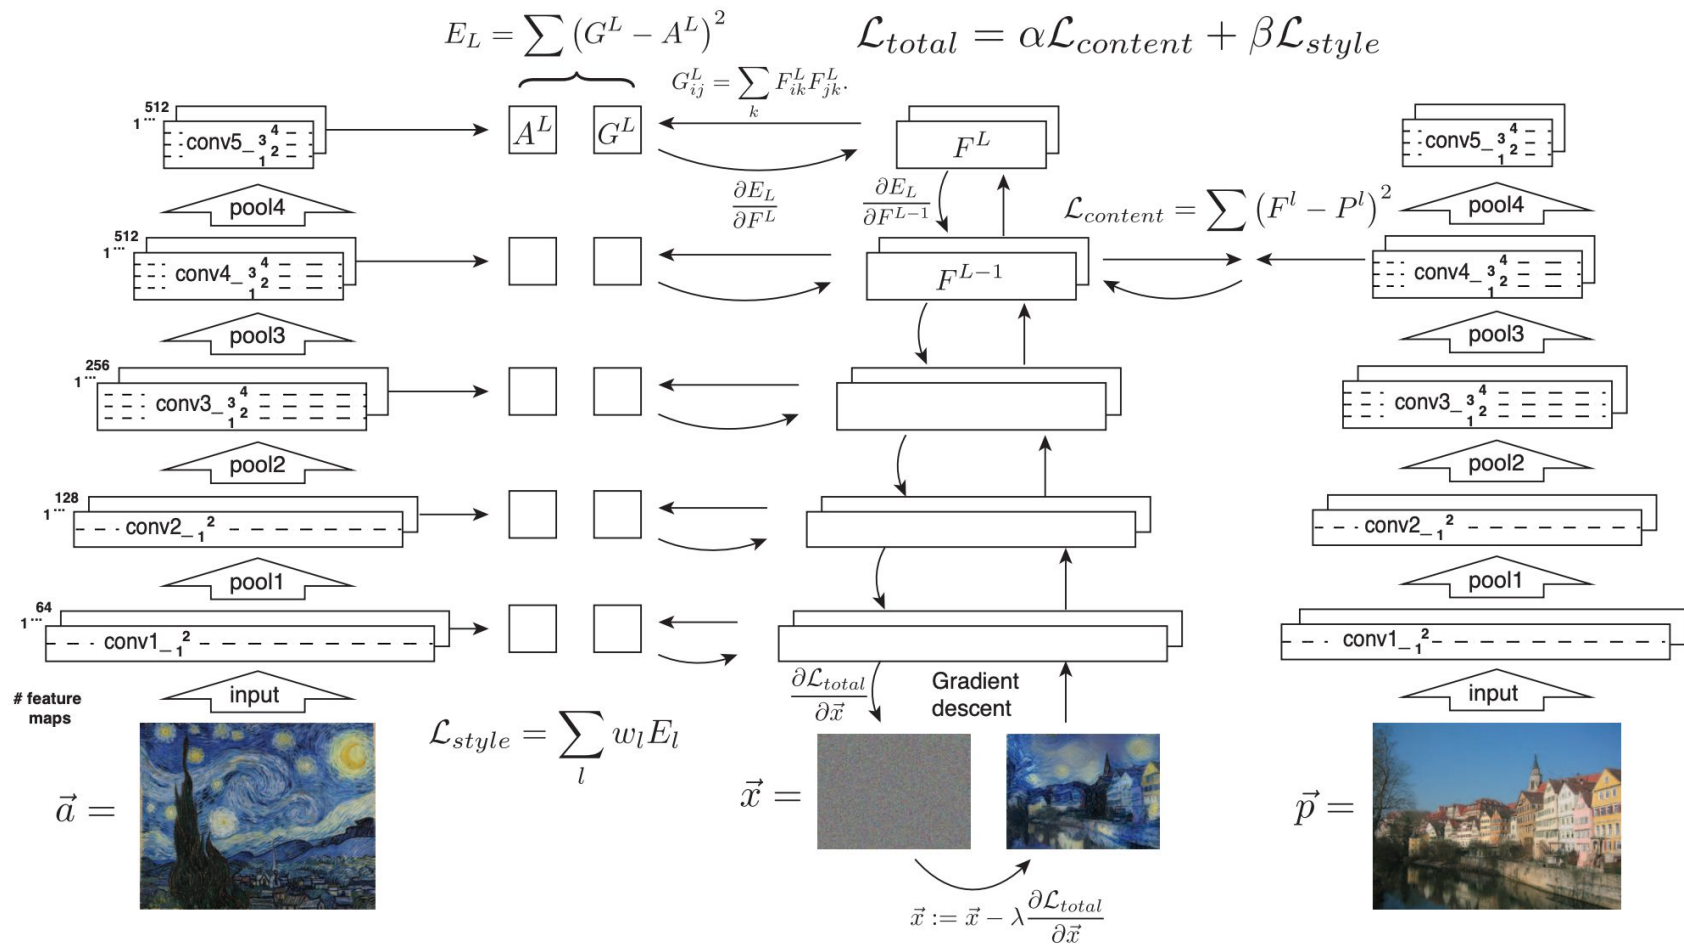 E_L = ∑ (G^L − A^L)^2
𝓛_total = α𝓛_content + β𝓛_style
G^L_ij = ∑_k F^L_ik F^L_jk.
512
1 ...
conv5_ 1 2 3 4
A^L
G^L
F^L
conv5_ 1 2 3 4
∂E_L/∂F^L
∂E_L/∂F^{L−1}
𝓛_content = ∑ (F^l − P^l)^2
pool4
pool4
512
1 ...
conv4_ 1 2 3 4
F^{L−1}
conv4_ 1 2 3 4
pool3
pool3
256
1 ...
conv3_ 1 2 3 4
conv3_ 1 2 3 4
pool2
pool2
128
1 ...
conv2_ 1 2
conv2_ 1 2
pool1
pool1
64
1 ...
conv1_ 1 2
conv1_ 1 2
input
# feature
maps
∂𝓛_total/∂x⃗
Gradient
descent
input
𝓛_style = ∑_l w_l E_l
a⃗ =
x⃗ =
p⃗ =
x⃗ := x⃗ − λ ∂𝓛_total/∂x⃗